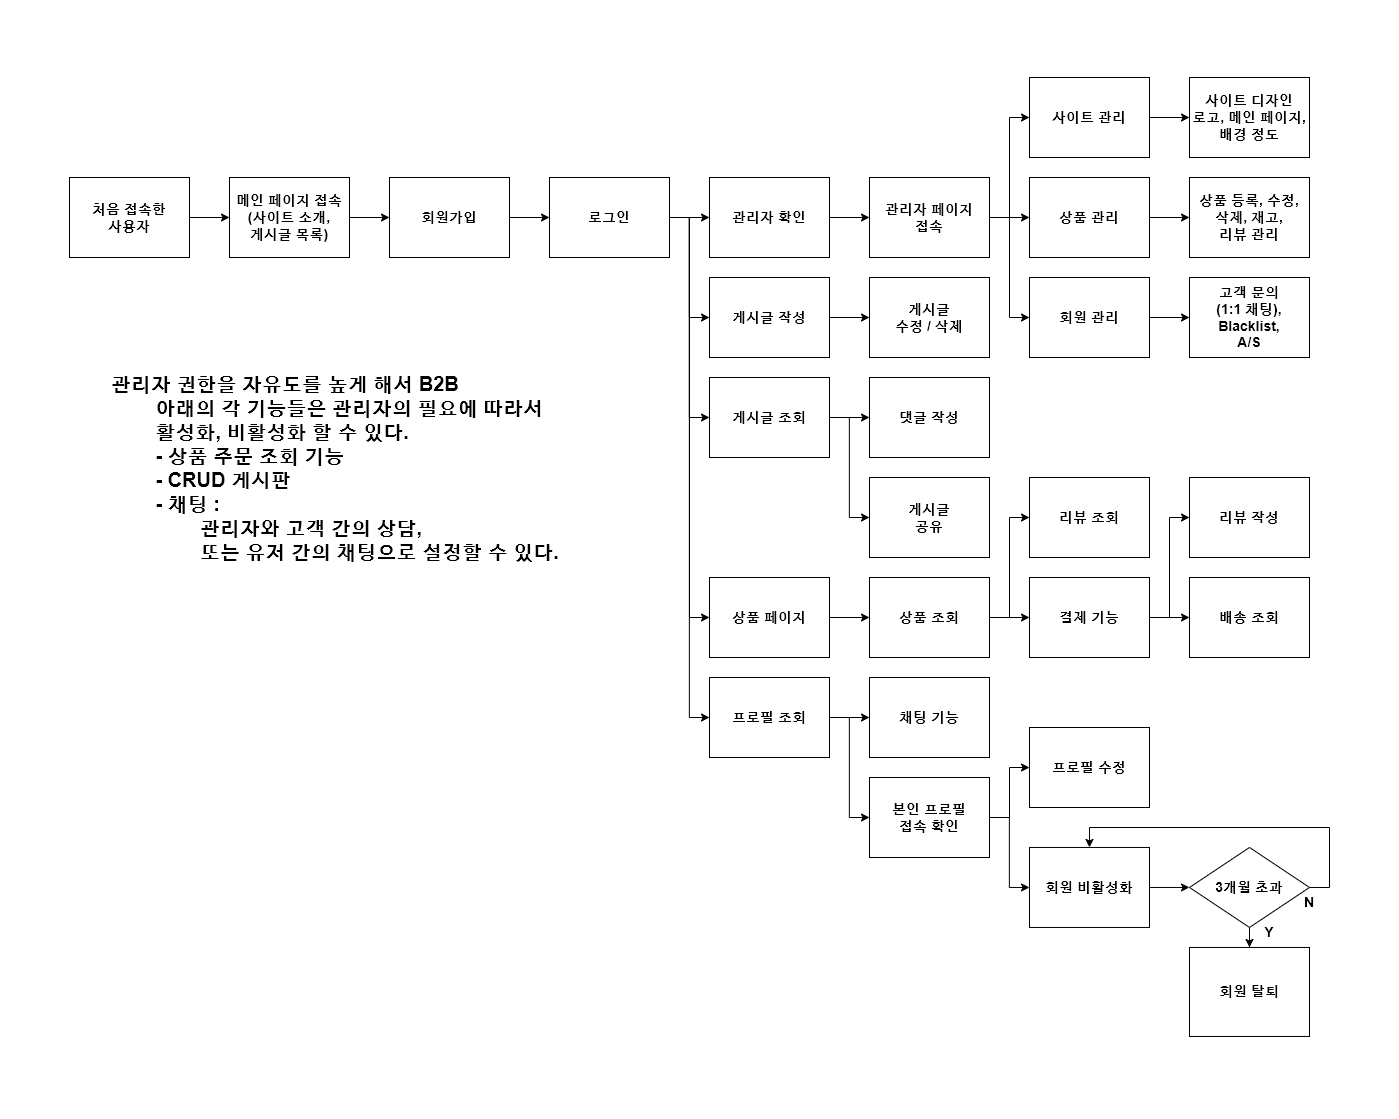 사이트 관리
사이트 디자인
로고, 메인 페이지,
배경 정도
처음 접속한
사용자
메인 페이지 접속
(사이트 소개,
게시글 목록)
회원가입
로그인
관리자 확인
관리자 페이지
접속
상품 관리
상품 등록, 수정,
삭제, 재고,
리뷰 관리
게시글 작성
게시글
수정 / 삭제
회원 관리
고객 문의
(1:1 채팅),
Blacklist,
A/S
관리자 권한을 자유도를 높게 해서 B2B
아래의 각 기능들은 관리자의 필요에 따라서
활성화, 비활성화 할 수 있다.
- 상품 주문 조회 기능
- CRUD 게시판
- 채팅 :
관리자와 고객 간의 상담,
또는 유저 간의 채팅으로 설정할 수 있다.
게시글 조회
댓글 작성
게시글
공유
리뷰 조회
리뷰 작성
상품 페이지
상품 조회
결제 기능
배송 조회
프로필 조회
채팅 기능
프로필 수정
본인 프로필
접속 확인
회원 비활성화
3개월 초과
N
Y
회원 탈퇴